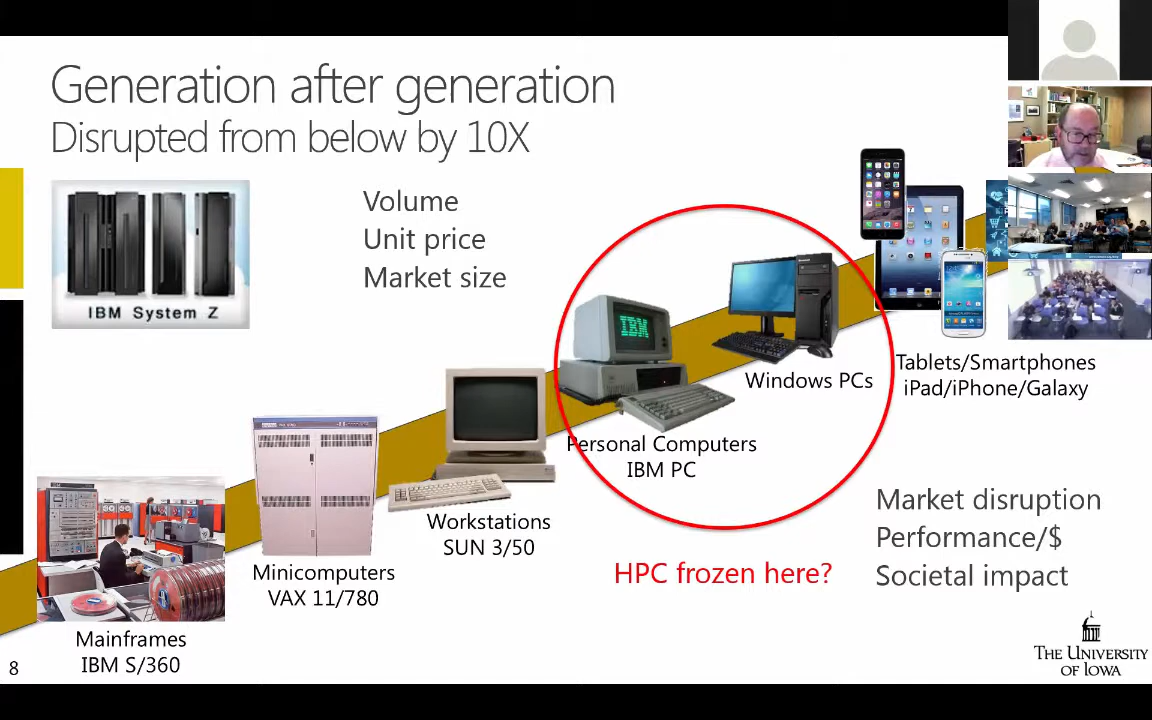 Generation after generation
Disrupted from below by 10X
IBM System Z
Volume
Unit price
Market size
IBM
Windows PCs
Tablets/Smartphones
iPad/iPhone/Galaxy
Personal Computers
IBM PC
Workstations
SUN 3/50
Market disruption
Performance/$
Societal impact
HPC frozen here?
Minicomputers
VAX 11/780
Mainframes
IBM S/360
8
THE UNIVERSITY
OF IOWA